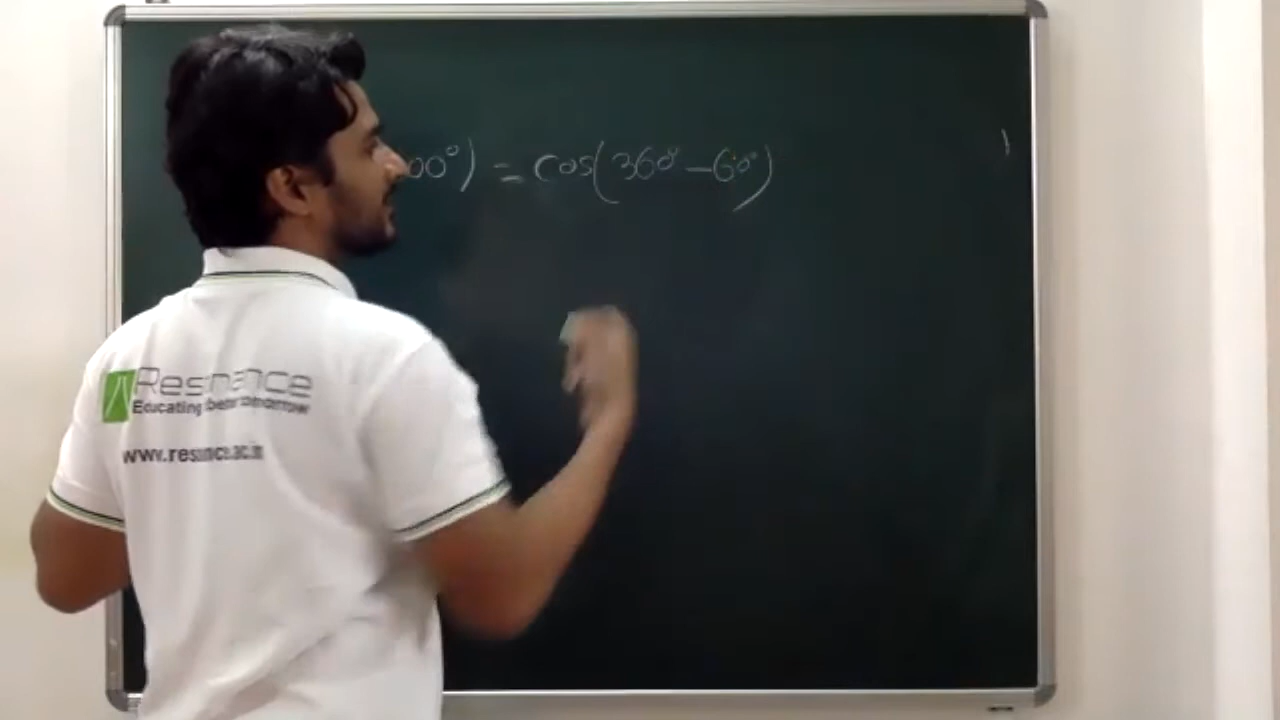 00°) = cos(360° - 60°)
Resonance
Educating for better tomorrow
www.resonance.ac.in